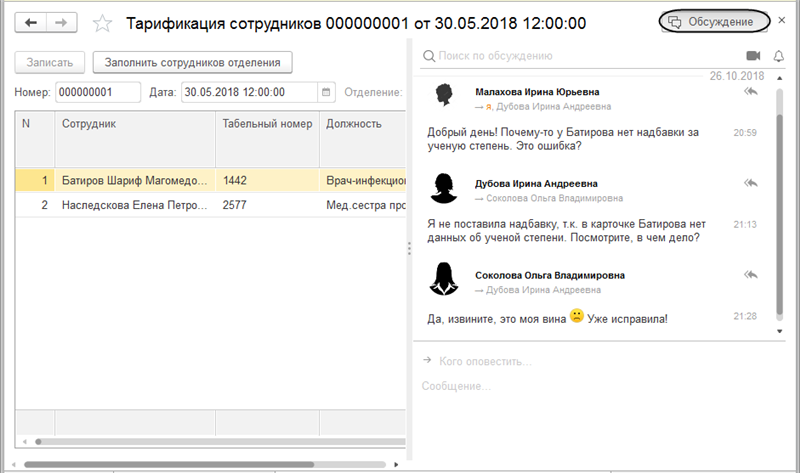 Тарификация сотрудников 000000001 от 30.05.2018 12:00:00
Обсуждение
Записать
Заполнить сотрудников отделения
Номер: 000000001 Дата: 30.05.2018 12:00:00 Отделение:
N Сотрудник Табельный номер Должность
1 Батиров Шариф Магомедо... 1442 Врач-инфекцион
2 Наследскова Елена Петро... 2577 Мед.сестра про
Поиск по обсуждению
26.10.2018
Малахова Ирина Юрьевна
→ я, Дубова Ирина Андреевна
Добрый день! Почему-то у Батирова нет надбавки за
ученую степень. Это ошибка?
20:59
Дубова Ирина Андреевна
→ Соколова Ольга Владимировна
Я не поставила надбавку, т.к. в карточке Батирова нет
данных об ученой степени. Посмотрите, в чем дело?
21:13
Соколова Ольга Владимировна
→ Дубова Ирина Андреевна
Да, извините, это моя вина 🙁 Уже исправила!
21:28
Кого оповестить...
Сообщение...